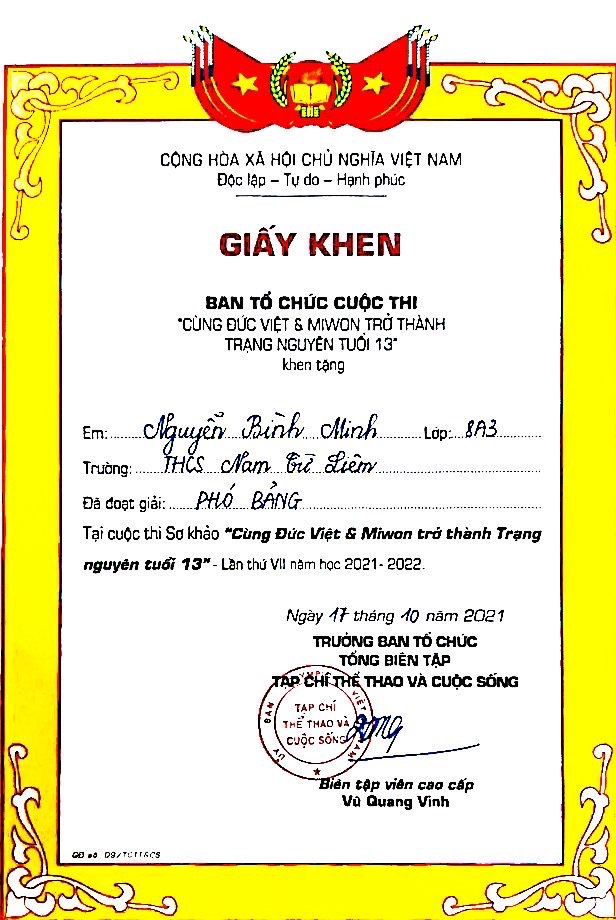 CỘNG HÒA XÃ HỘI CHỦ NGHĨA VIỆT NAM
Độc lập – Tự do – Hạnh phúc
GIẤY KHEN
BAN TỔ CHỨC CUỘC THI
"CÙNG ĐỨC VIỆT & MIWON TRỞ THÀNH
TRẠNG NGUYÊN TUỔI 13"
khen tặng
Em: Nguyễn Bình Minh Lớp: 8A3
Trường: THCS Nam Từ Liêm
Đã đoạt giải: PHÓ BẢNG
Tại cuộc thi Sơ khảo "Cùng Đức Việt & Miwon trở thành Trạng
nguyên tuổi 13" - Lần thứ VII năm học 2021- 2022.
Ngày 17 tháng 10 năm 2021
TRƯỞNG BAN TỔ CHỨC
TỔNG BIÊN TẬP
TẠP CHÍ THỂ THAO VÀ CUỘC SỐNG
TẠP CHÍ
THỂ THAO VÀ
CUỘC SỐNG
Biên tập viên cao cấp
Vũ Quang Vinh